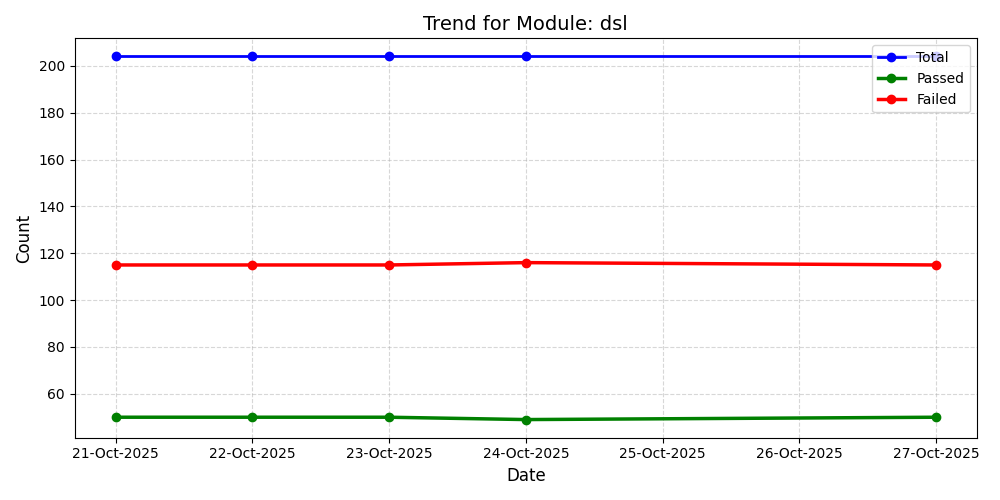 Trend for Module: dsl
Total
Passed
Failed
Count
200
180
160
140
120
100
80
60
21-Oct-2025 22-Oct-2025 23-Oct-2025 24-Oct-2025 25-Oct-2025 26-Oct-2025 27-Oct-2025
Date